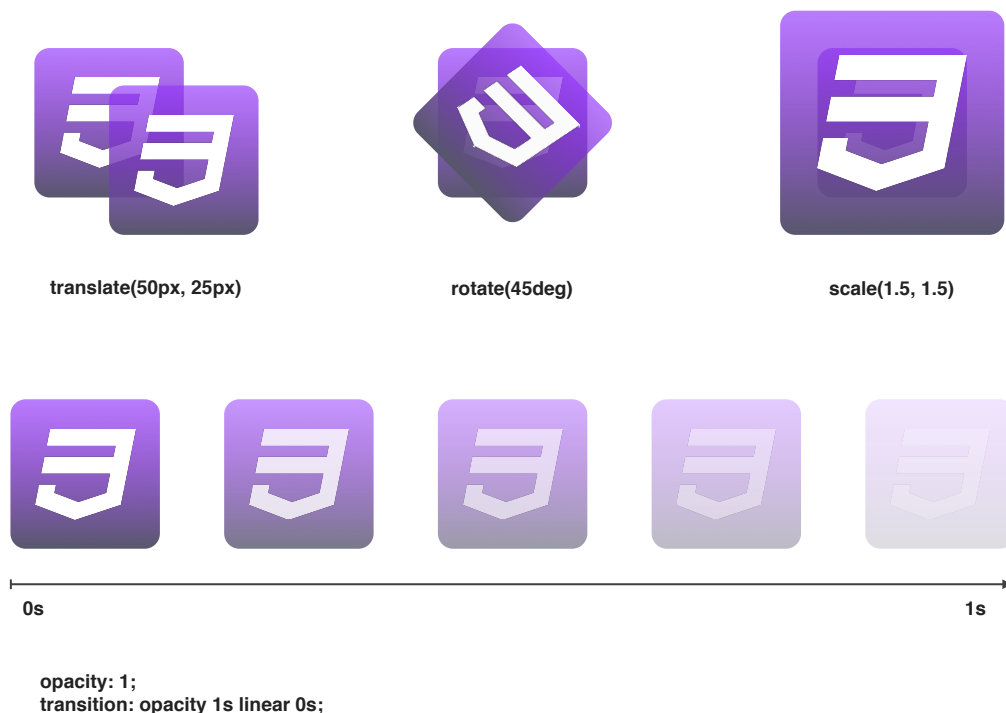 translate(50px, 25px)
rotate(45deg)
scale(1.5, 1.5)
0s
1s
opacity: 1;
transition: opacity 1s linear 0s;